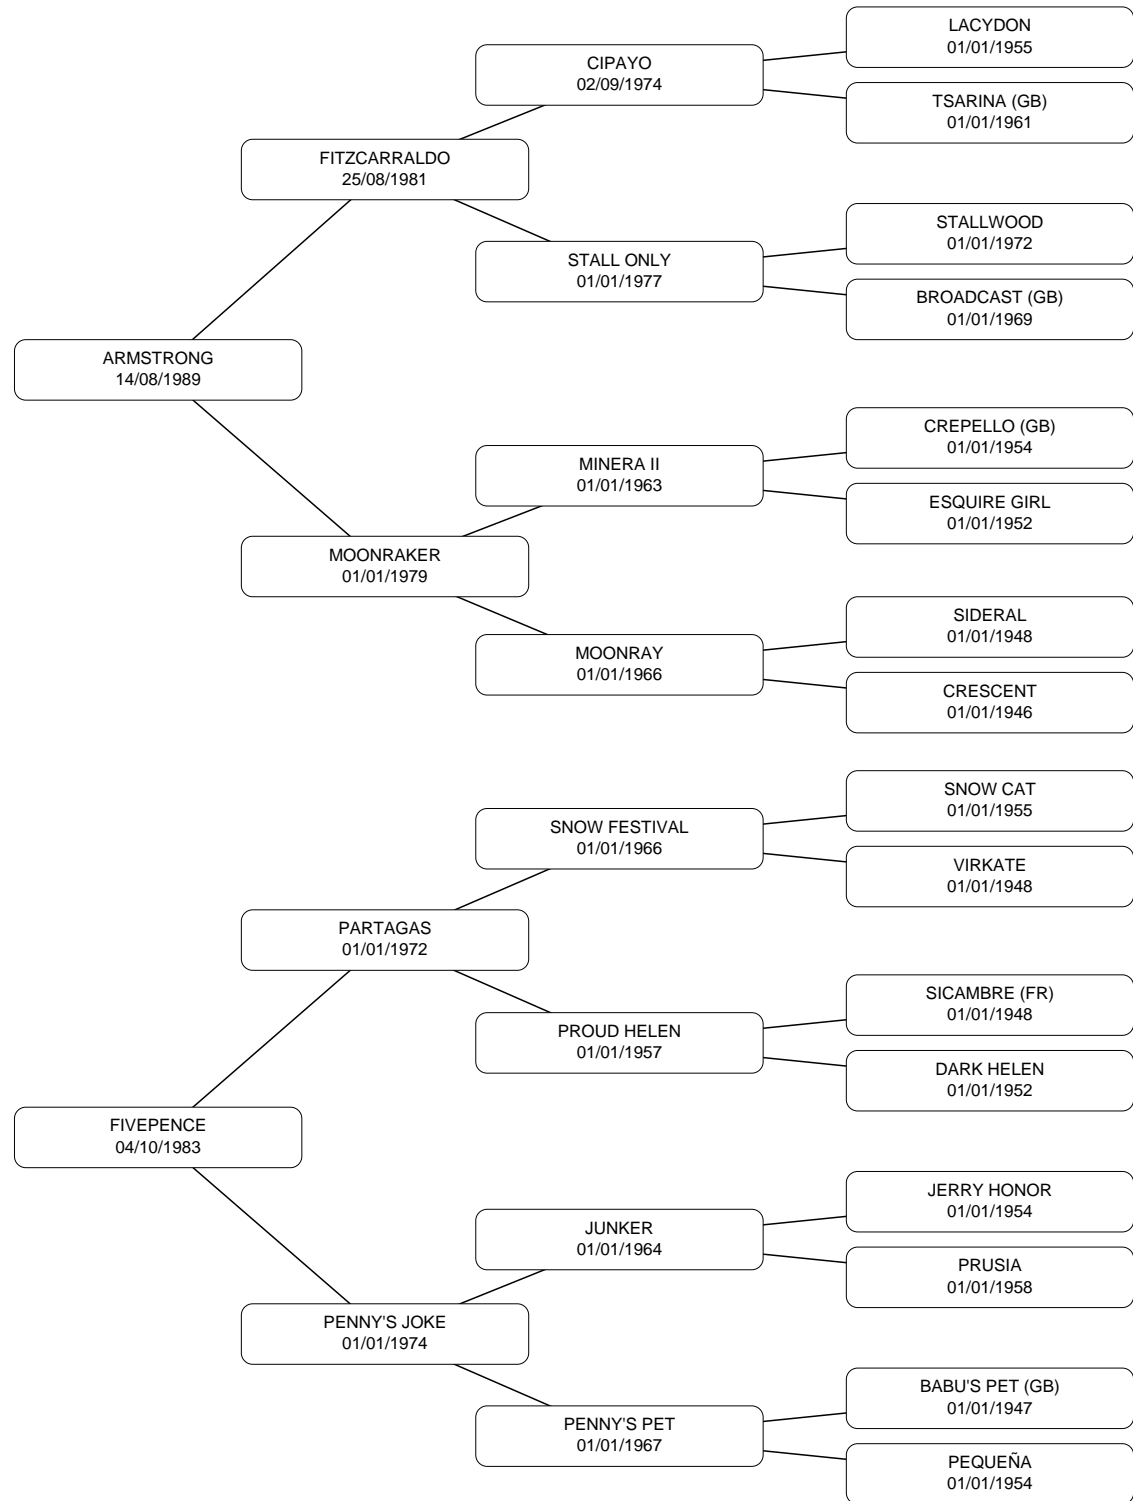 LACYDON
01/01/1955
CIPAYO
02/09/1974
TSARINA (GB)
01/01/1961
FITZCARRALDO
25/08/1981
STALLWOOD
01/01/1972
STALL ONLY
01/01/1977
BROADCAST (GB)
01/01/1969
ARMSTRONG
14/08/1989
CREPELLO (GB)
01/01/1954
MINERA II
01/01/1963
ESQUIRE GIRL
01/01/1952
MOONRAKER
01/01/1979
SIDERAL
01/01/1948
MOONRAY
01/01/1966
CRESCENT
01/01/1946
SNOW CAT
01/01/1955
SNOW FESTIVAL
01/01/1966
VIRKATE
01/01/1948
PARTAGAS
01/01/1972
SICAMBRE (FR)
01/01/1948
PROUD HELEN
01/01/1957
DARK HELEN
01/01/1952
FIVEPENCE
04/10/1983
JERRY HONOR
01/01/1954
JUNKER
01/01/1964
PRUSIA
01/01/1958
PENNY'S JOKE
01/01/1974
BABU'S PET (GB)
01/01/1947
PENNY'S PET
01/01/1967
PEQUEÑA
01/01/1954